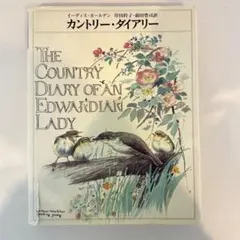 イーディス・ホールデン 岸田衿子・前田豊司訳
カントリー・ダイアリー
THE
COUNTRY
DIARY OF AN
EDWARDIAN
LADY